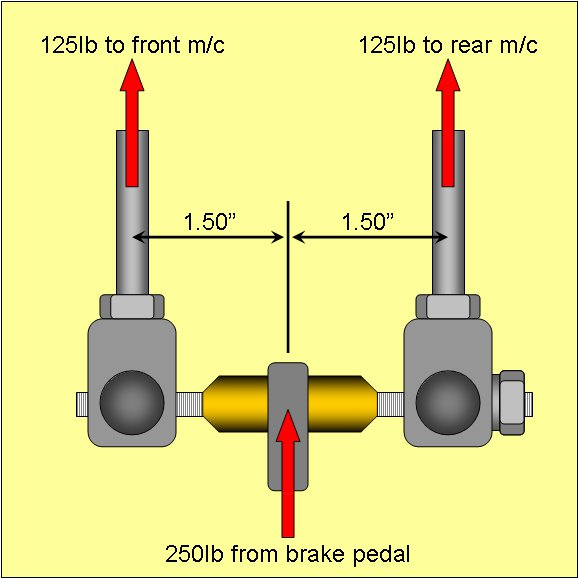 125lb to front m/c
125lb to rear m/c
1.50”
1.50”
250lb from brake pedal